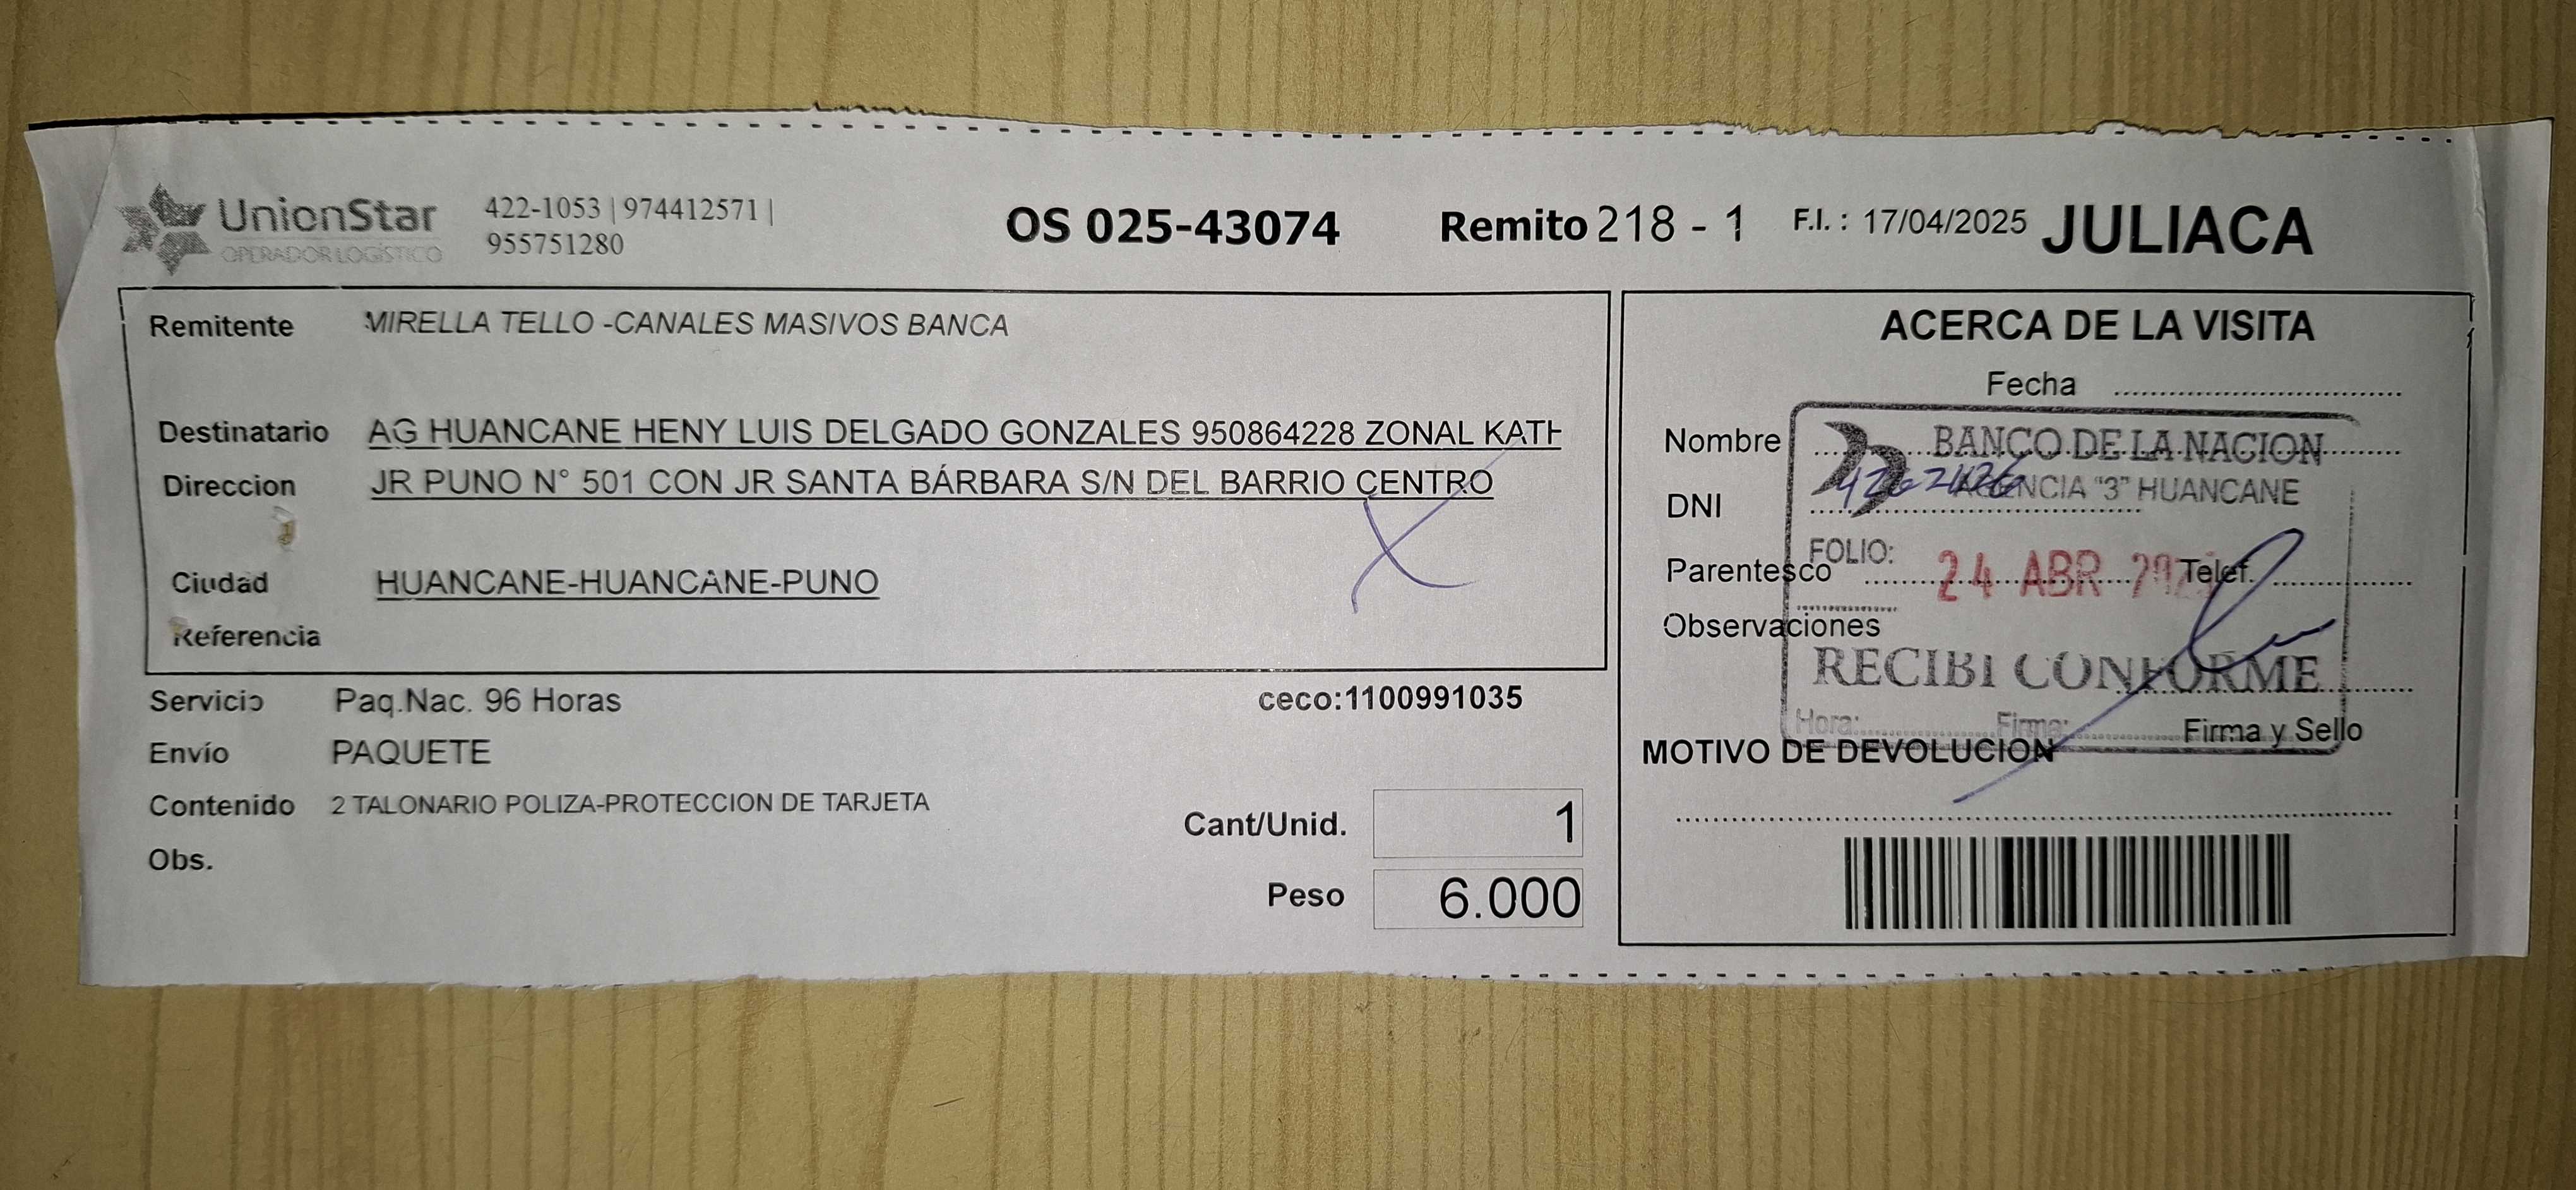 UnionStar
OPERADOR LOGÍSTICO
422-1053 | 974412571 |
955751280
OS 025-43074
Remito 218 - 1
F.I. : 17/04/2025
JULIACA
Remitente MIRELLA TELLO -CANALES MASIVOS BANCA
Destinatario AG HUANCANE HENY LUIS DELGADO GONZALES 950864228 ZONAL KATH
Direccion JR PUNO N° 501 CON JR SANTA BÁRBARA S/N DEL BARRIO CENTRO
Ciudad HUANCANE-HUANCANE-PUNO
Referencia
Servicio Paq.Nac. 96 Horas
ceco:1100991035
Envío PAQUETE
Contenido 2 TALONARIO POLIZA-PROTECCION DE TARJETA
Obs.
Cant/Unid. 1
Peso 6.000
ACERCA DE LA VISITA
Fecha
Nombre
BANCO DE LA NACION
DNI
AGENCIA "3" HUANCANE
FOLIO:
Parentesco
24 ABR
Telef.
Observaciones
RECIBI CONFORME
Hora: Firma:
Firma y Sello
MOTIVO DE DEVOLUCION